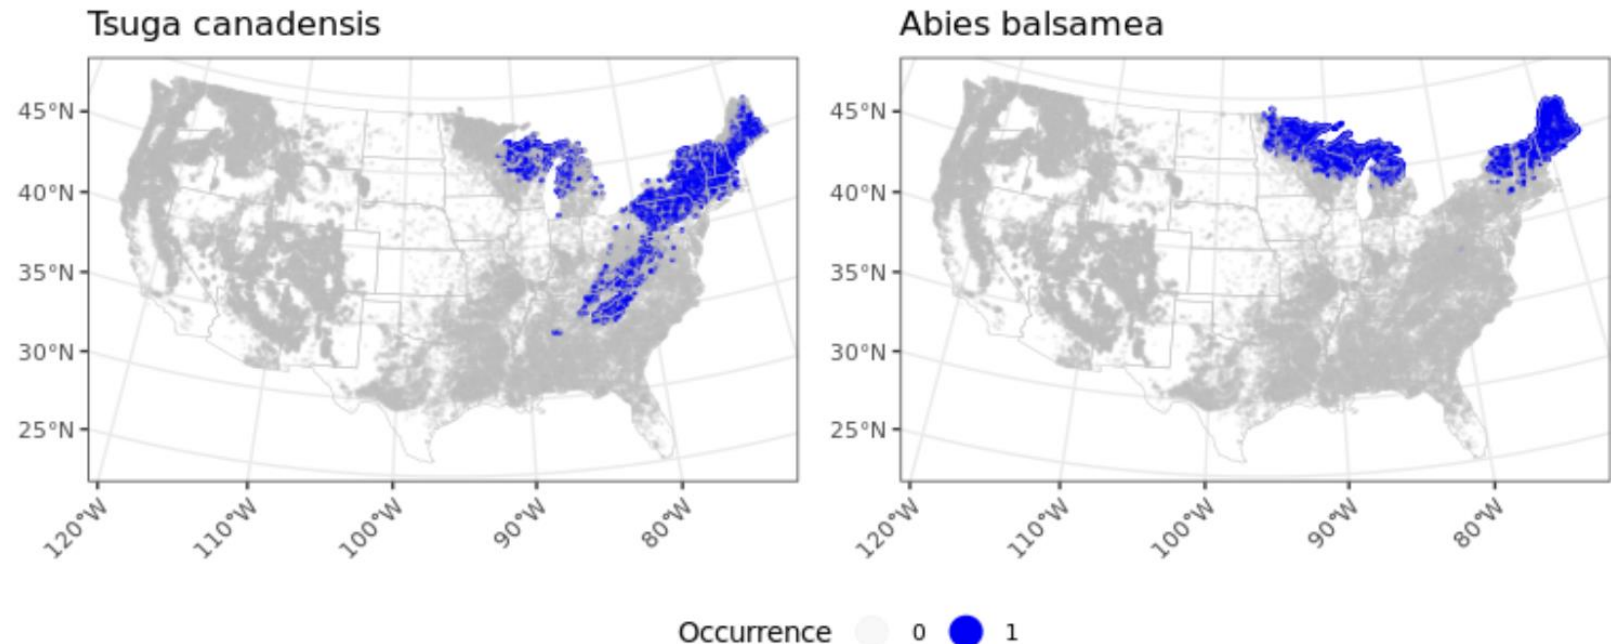 Tsuga canadensis
Abies balsamea
45°N
40°N
35°N
30°N
25°N
120°W
110°W
100°W
90°W
80°W
45°N
40°N
35°N
30°N
25°N
120°W
110°W
100°W
90°W
80°W
Occurrence 0 1